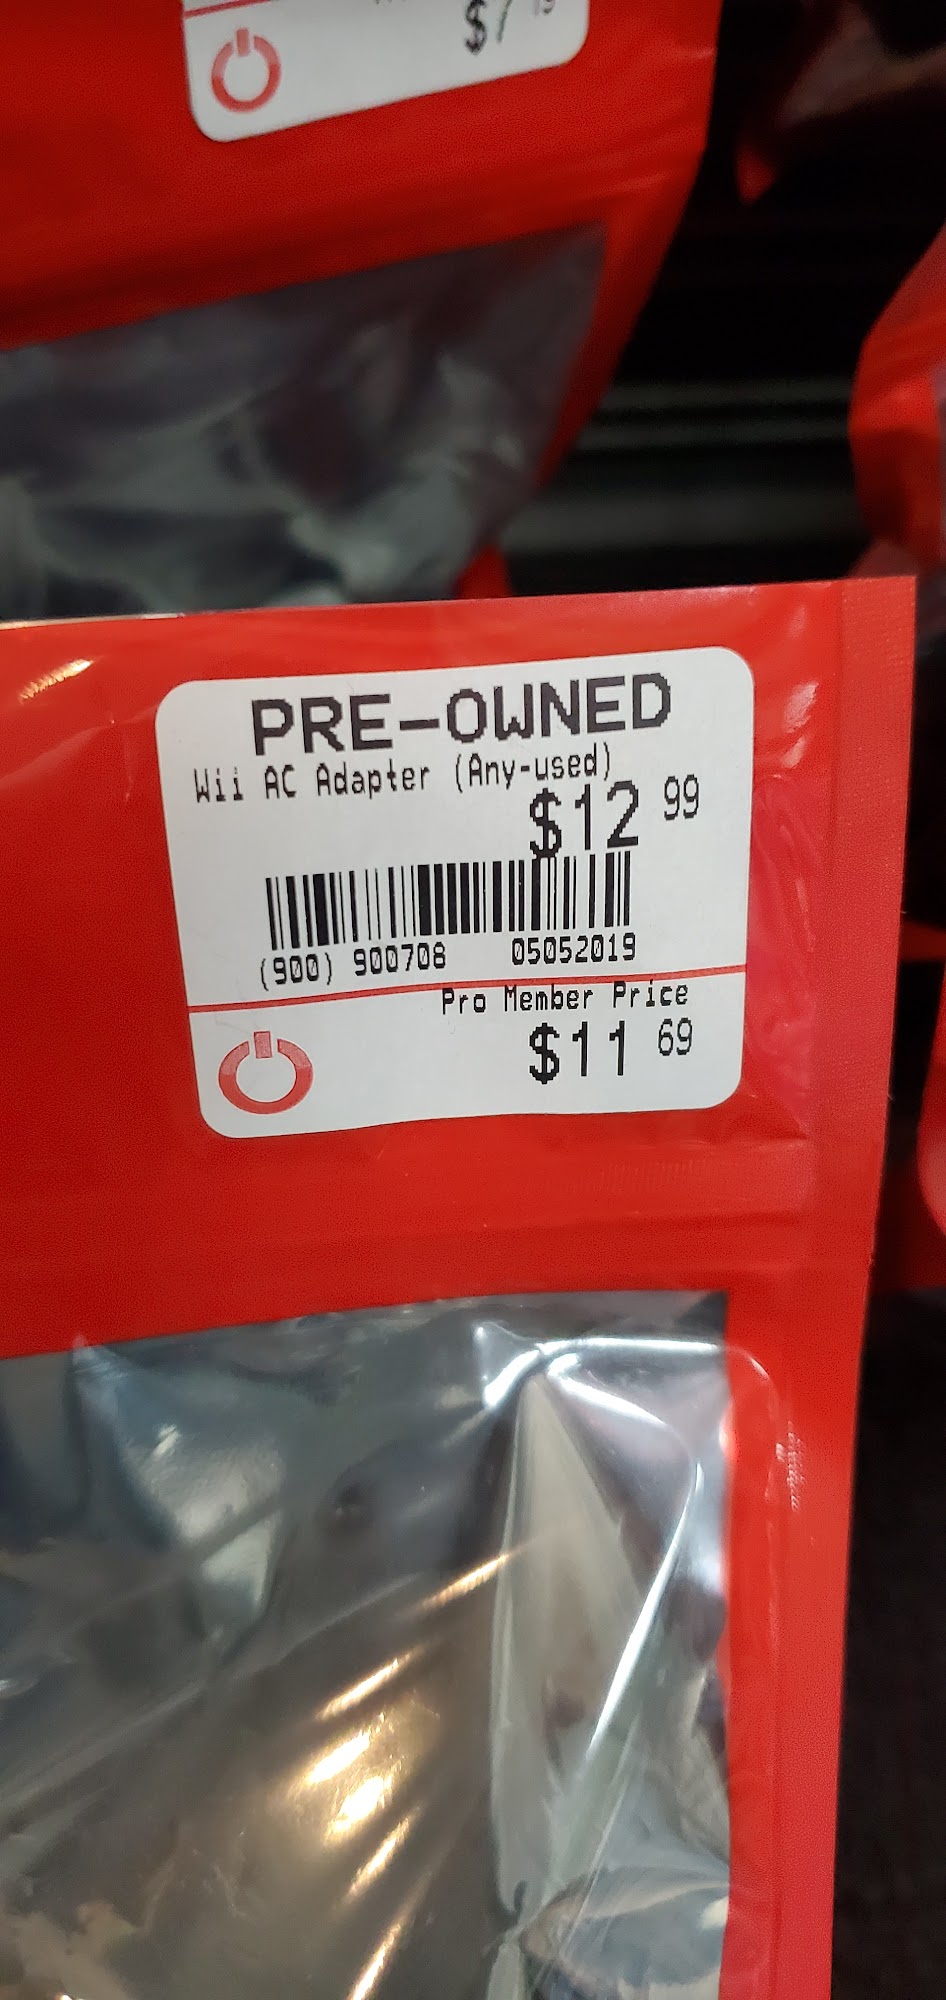 PRE-OWNED
Wii AC Adapter (Any-used)
$12 99
(900) 900708 05052019
Pro Member Price
$11 69